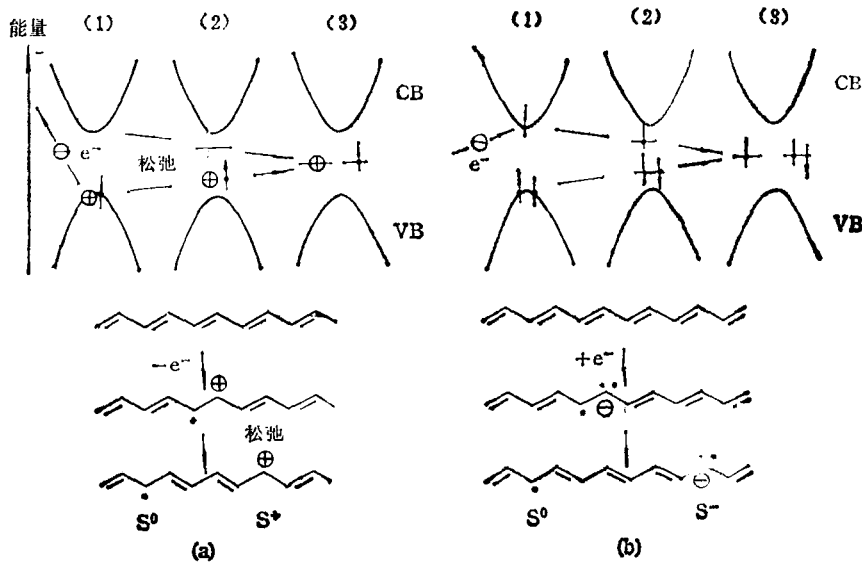 能量 (1) (2) (3) (1) (2) (3)
CB CB
⊖ e⁻ 松弛 ⊕ ⊕ ⊖ e⁻
⊕
VB VB
−e⁻ ⊕ +e⁻
⊖
松弛
⊕ ⊖
S⁰ S⁺ S⁰ S⁻
(a) (b)